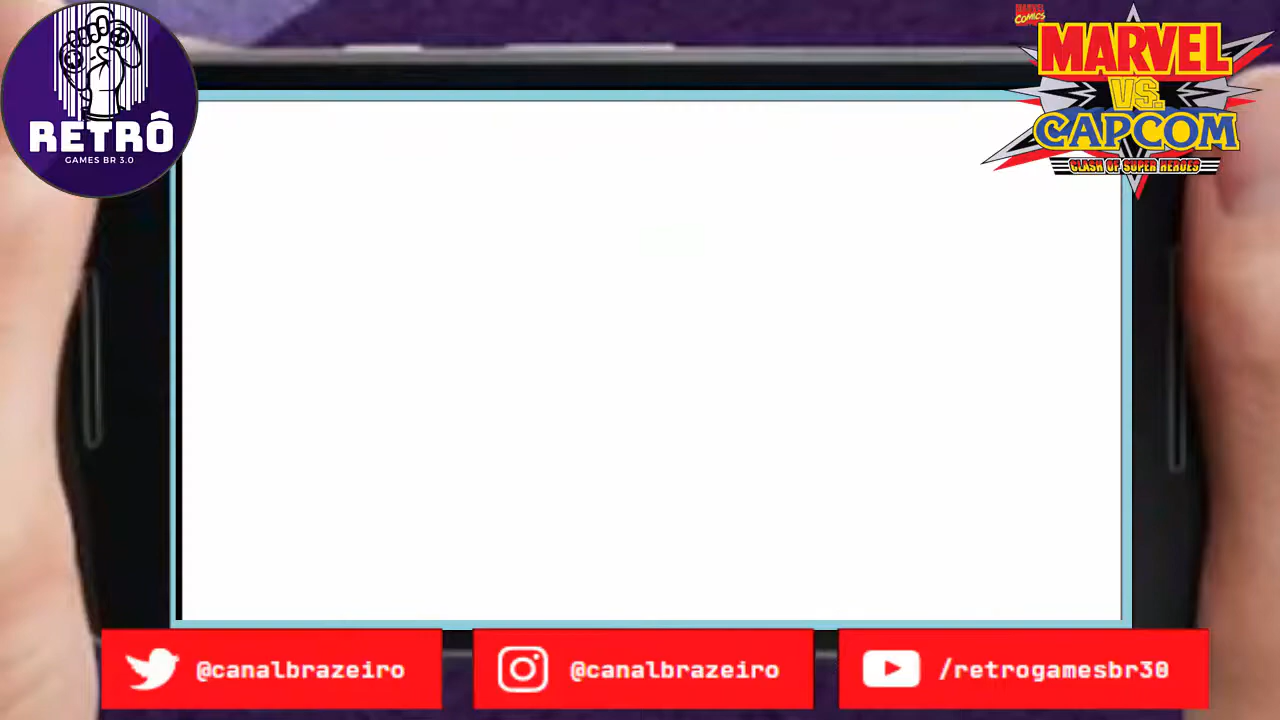 RETRÔ
GAMES BR 3.0
MARVEL
COMICS
MARVEL
VS.
CAPCOM
CLASH OF SUPER HEROES
@canalbrazeiro
@canalbrazeiro
/retrogamesbr30